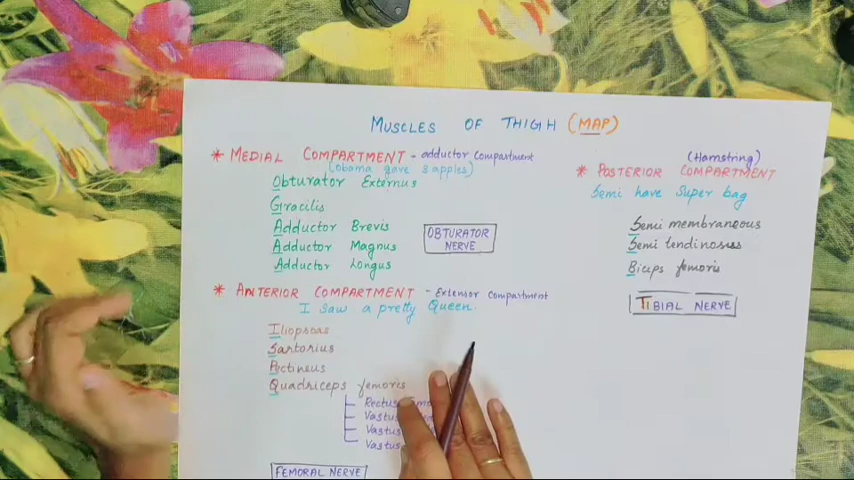 MUSCLES OF THIGH (MAP)
* MEDIAL COMPARTMENT - adductor compartment
(Obama gave 3 apples)
Obturator Externus
Gracilis
Adductor Brevis
Adductor Magnus
Adductor Longus
OBTURATOR
NERVE
* ANTERIOR COMPARTMENT - Extensor compartment
I saw a pretty Queen.
Iliopsoas
Sartorius
Pectineus
Quadriceps femoris
Rectus
Vastus
Vastus
Vastus
FEMORAL NERVE
(Hamstring)
* POSTERIOR COMPARTMENT
Semi have Super bag
Semi membraneous
Semi tendinosus
Biceps femoris
TIBIAL NERVE